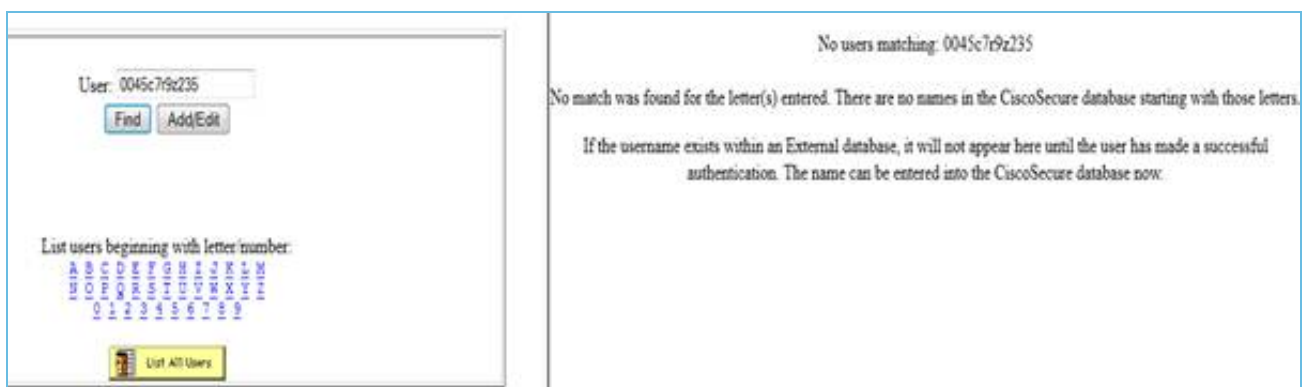 User: 0045c7r9z235
Find Add/Edit
List users beginning with letter/number:
A B C D E F G H I J K L M
N O P Q R S T U V W X Y Z
0 1 2 3 4 5 6 7 8 9
List All Users
No users matching: 0045c7r9z235
No match was found for the letter(s) entered. There are no names in the CiscoSecure database starting with those letters.
If the username exists within an External database, it will not appear here until the user has made a successful
authentication. The name can be entered into the CiscoSecure database now.